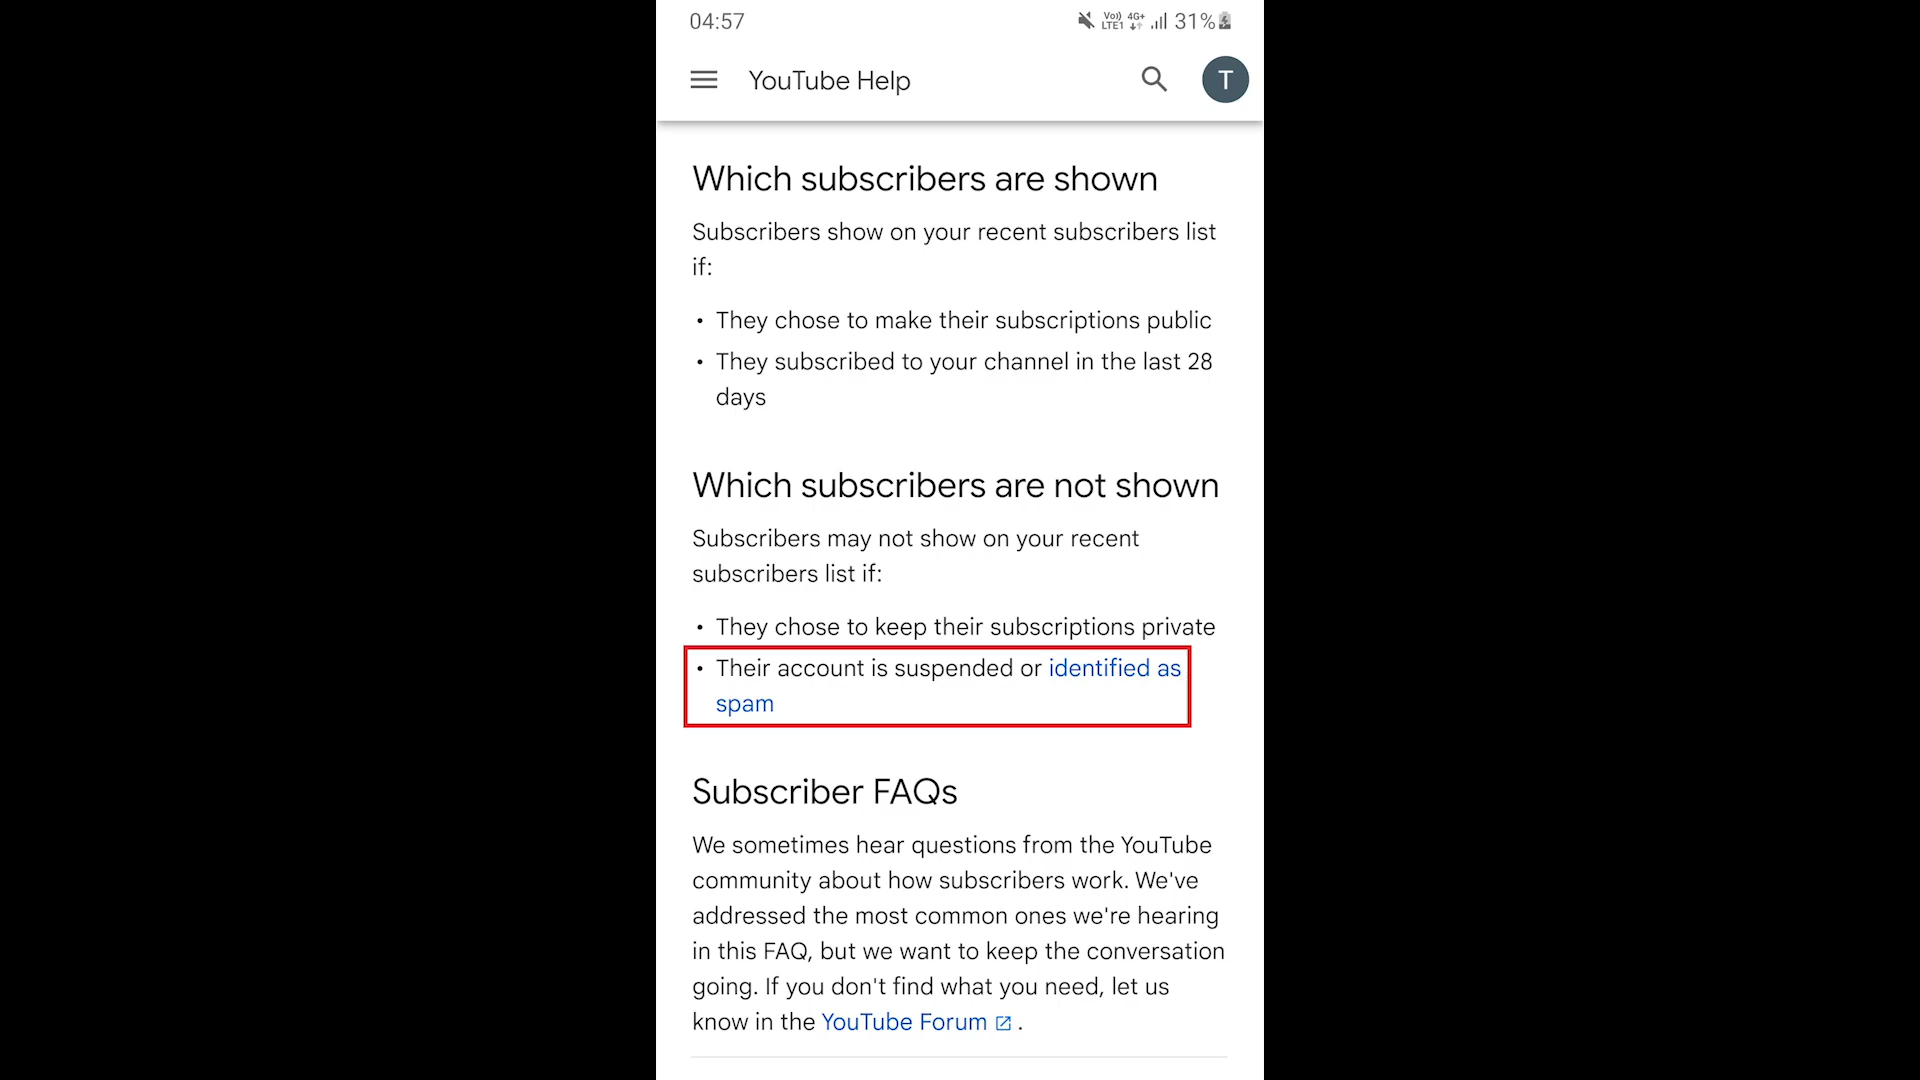 04:57
Vo)) LTE1 4G+ 31%
YouTube Help
T
Which subscribers are shown
Subscribers show on your recent subscribers list
if:
• They chose to make their subscriptions public
• They subscribed to your channel in the last 28
days
Which subscribers are not shown
Subscribers may not show on your recent
subscribers list if:
• They chose to keep their subscriptions private
• Their account is suspended or identified as
spam
Subscriber FAQs
We sometimes hear questions from the YouTube
community about how subscribers work. We've
addressed the most common ones we're hearing
in this FAQ, but we want to keep the conversation
going. If you don't find what you need, let us
know in the YouTube Forum .